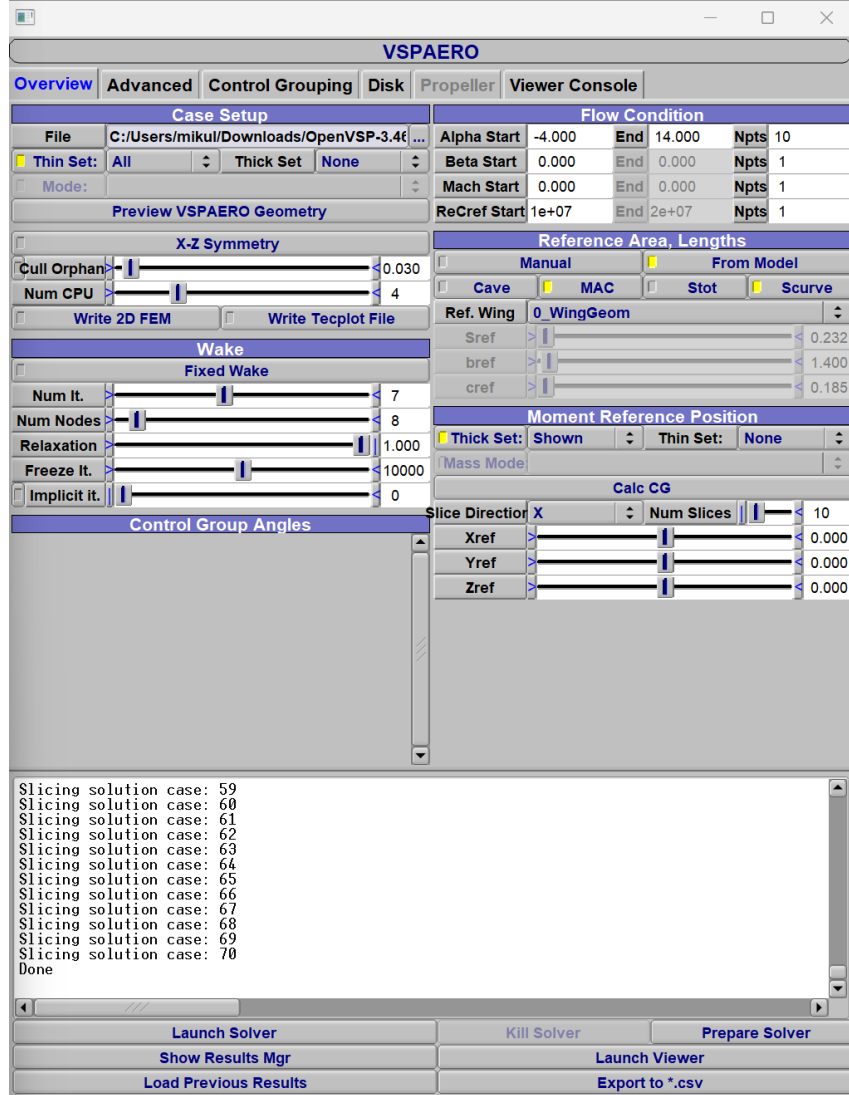 VSPAERO
Overview Advanced Control Grouping Disk Propeller Viewer Console
Case Setup
File C:/Users/mikul/Downloads/OpenVSP-3.46 ...
Thin Set: All Thick Set None
Mode:
Preview VSPAERO Geometry
X-Z Symmetry
Cull Orphan > < 0.030
Num CPU > < 4
Write 2D FEM Write Tecplot File
Wake
Fixed Wake
Num It. > < 7
Num Nodes > < 8
Relaxation > | 1.000
Freeze It. > < 10000
Implicit it. | < 0
Control Group Angles
Flow Condition
Alpha Start -4.000 End 14.000 Npts 10
Beta Start 0.000 End 0.000 Npts 1
Mach Start 0.000 End 0.000 Npts 1
ReCref Start 1e+07 End 2e+07 Npts 1
Reference Area, Lengths
Manual From Model
Cave MAC Stot Scurve
Ref. Wing 0_WingGeom
Sref > < 0.232
bref > < 1.400
cref > < 0.185
Moment Reference Position
Thick Set: Shown Thin Set: None
Mass Mode:
Calc CG
Slice Direction X Num Slices | < 10
Xref > < 0.000
Yref > < 0.000
Zref > < 0.000
Slicing solution case: 59
Slicing solution case: 60
Slicing solution case: 61
Slicing solution case: 62
Slicing solution case: 63
Slicing solution case: 64
Slicing solution case: 65
Slicing solution case: 66
Slicing solution case: 67
Slicing solution case: 68
Slicing solution case: 69
Slicing solution case: 70
Done
Launch Solver Kill Solver Prepare Solver
Show Results Mgr Launch Viewer
Load Previous Results Export to *.csv